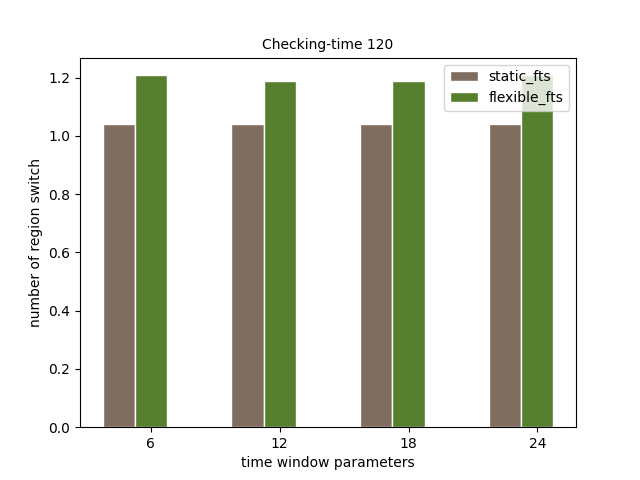 Checking-time 120
static_fts
flexible_fts
number of region switch
1.2
1.0
0.8
0.6
0.4
0.2
0.0
6 12 18 24
time window parameters